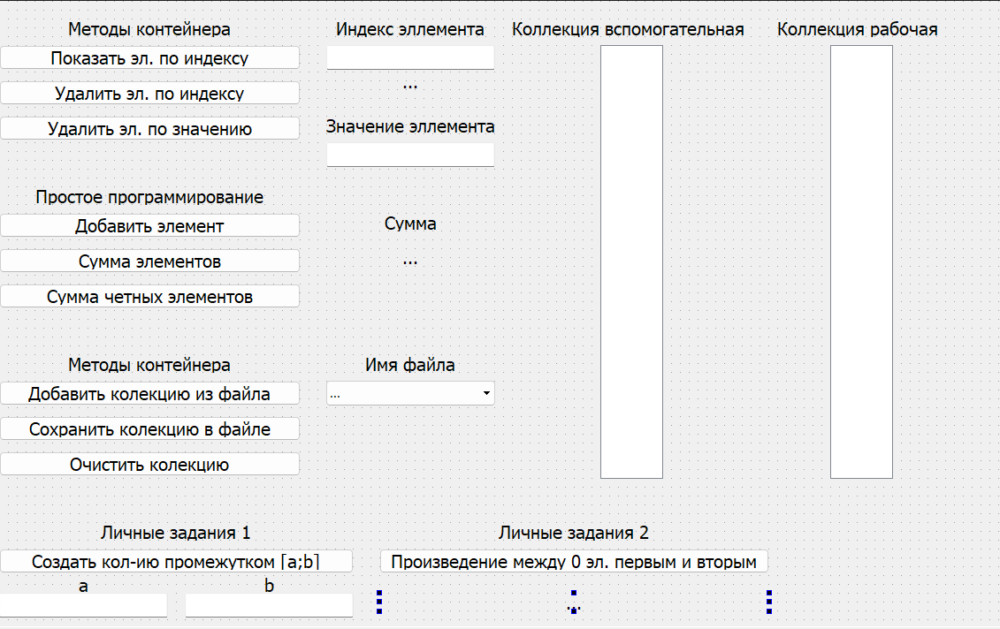 Методы контейнера
Индекс эллемента
Коллекция вспомогательная
Коллекция рабочая
Показать эл. по индексу
Удалить эл. по индексу
...
Удалить эл. по значению
Значение эллемента
Простое программирование
Добавить элемент
Сумма
Сумма элементов
...
Сумма четных элементов
Методы контейнера
Имя файла
Добавить колекцию из файла
...
Сохранить колекцию в файле
Очистить колекцию
Личные задания 1
Личные задания 2
Создать кол-ию промежутком [a;b]
Произведение между 0 эл. первым и вторым
a
b
...